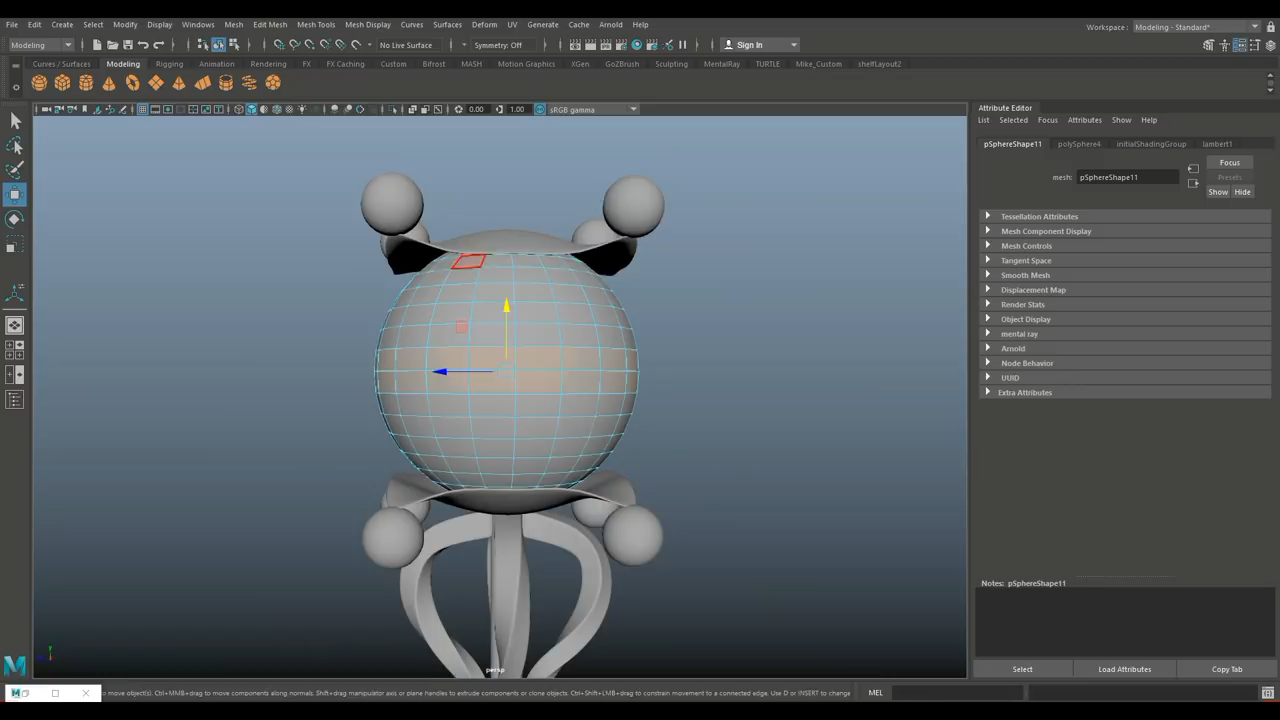 File Edit Create Select Modify Display Windows Mesh Edit Mesh Mesh Tools Mesh Display Curves Surfaces Deform UV Generate Cache Arnold Help
Workspace: Modeling - Standard*
Modeling No Live Surface Symmetry: Off Sign In
Curves / Surfaces Modeling Rigging Animation Rendering FX FX Caching Custom Bifrost MASH Motion Graphics XGen GoZBrush Sculpting MentalRay TURTLE Mike_Custom shelfLayout2
0.00 1.00 sRGB gamma
Attribute Editor
List Selected Focus Attributes Show Help
pSphereShape11 polySphere4 initialShadingGroup lambert1
Focus
mesh: pSphereShape11 Presets
Show Hide
Tessellation Attributes
Mesh Component Display
Mesh Controls
Tangent Space
Smooth Mesh
Displacement Map
Render Stats
Object Display
mental ray
Arnold
Node Behavior
UUID
Extra Attributes
Notes: pSphereShape11
persp
Select Load Attributes Copy Tab
to move object(s). Ctrl+MMB+drag to move components along normals. Shift+drag manipulator axis or plane handles to extrude components or clone objects. Ctrl+Shift+LMB+drag to constrain movement to a connected edge. Use D or INSERT to change
MEL